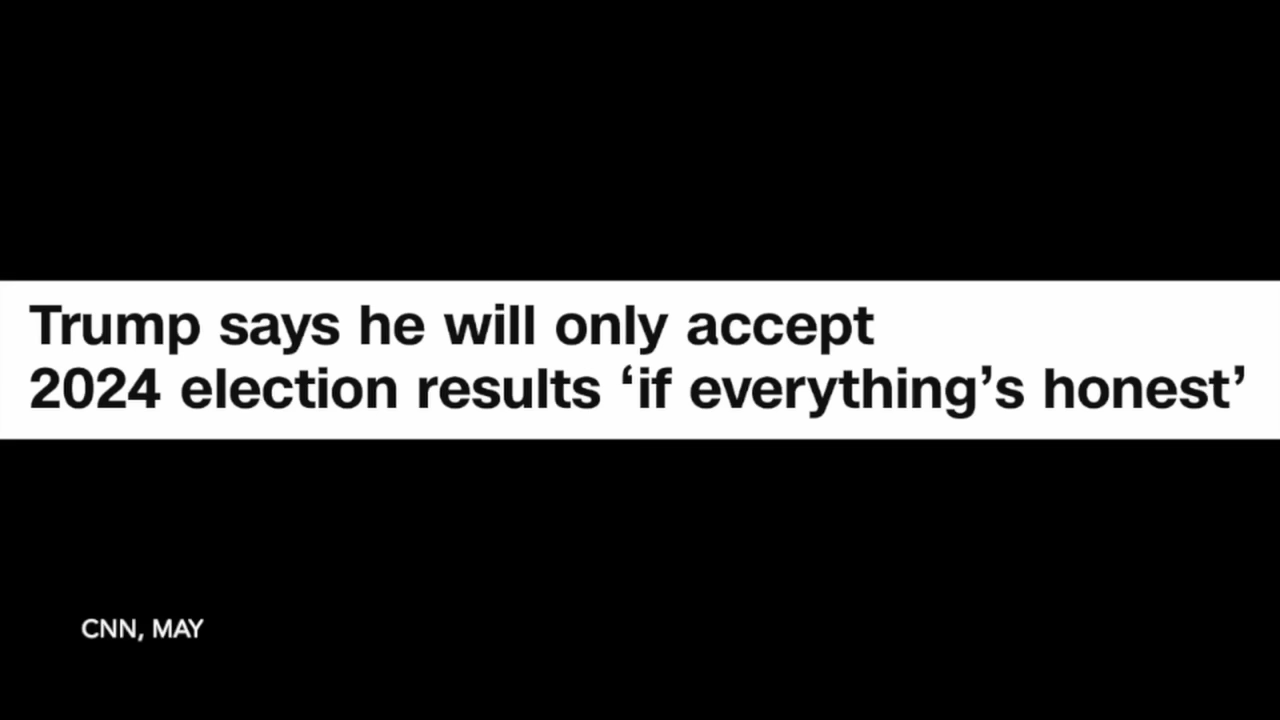 Trump says he will only accept
2024 election results ‘if everything’s honest’
CNN, MAY